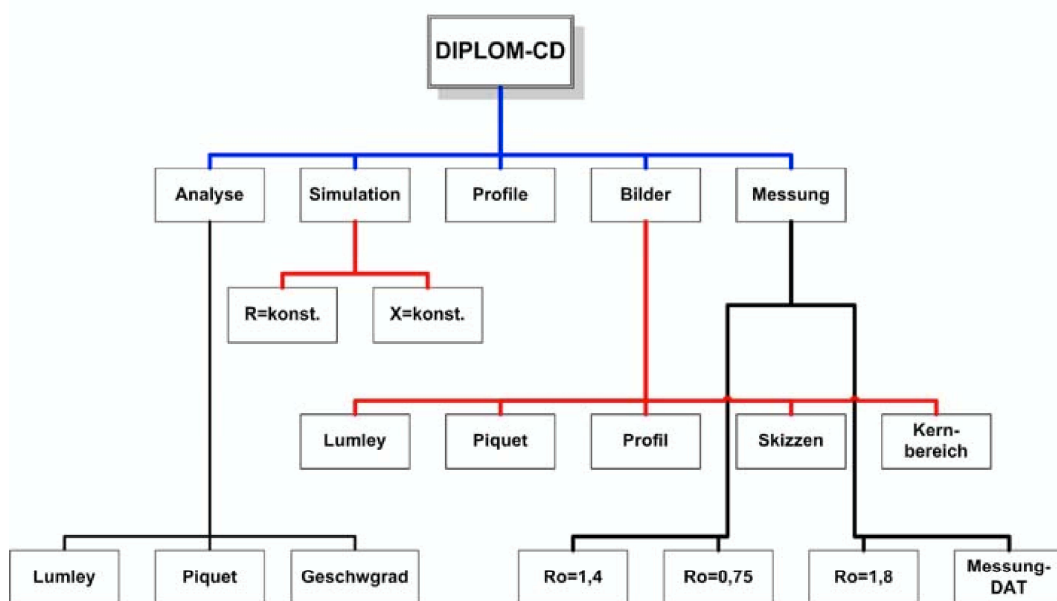 DIPLOM-CD
Analyse
Simulation
Profile
Bilder
Messung
R=konst.
X=konst.
Lumley
Piquet
Profil
Skizzen
Kern-
bereich
Lumley
Piquet
Geschwgrad
Ro=1,4
Ro=0,75
Ro=1,8
Messung-
DAT